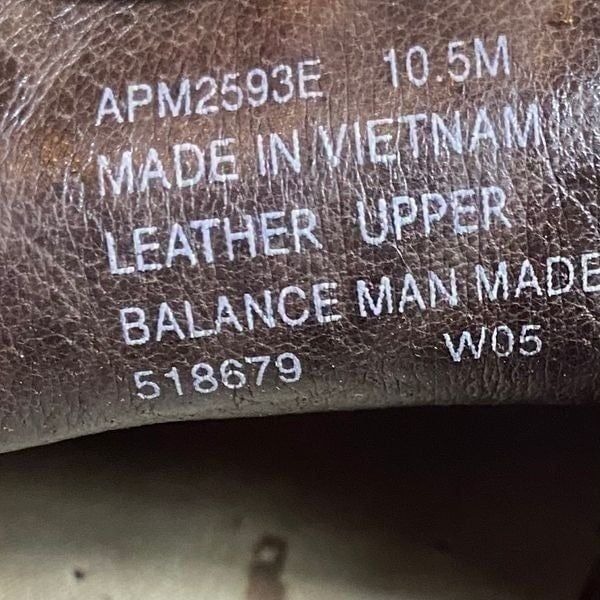 APM2593E 10.5M
MADE IN VIETNAM
LEATHER UPPER
BALANCE MAN MADE
518679 W05